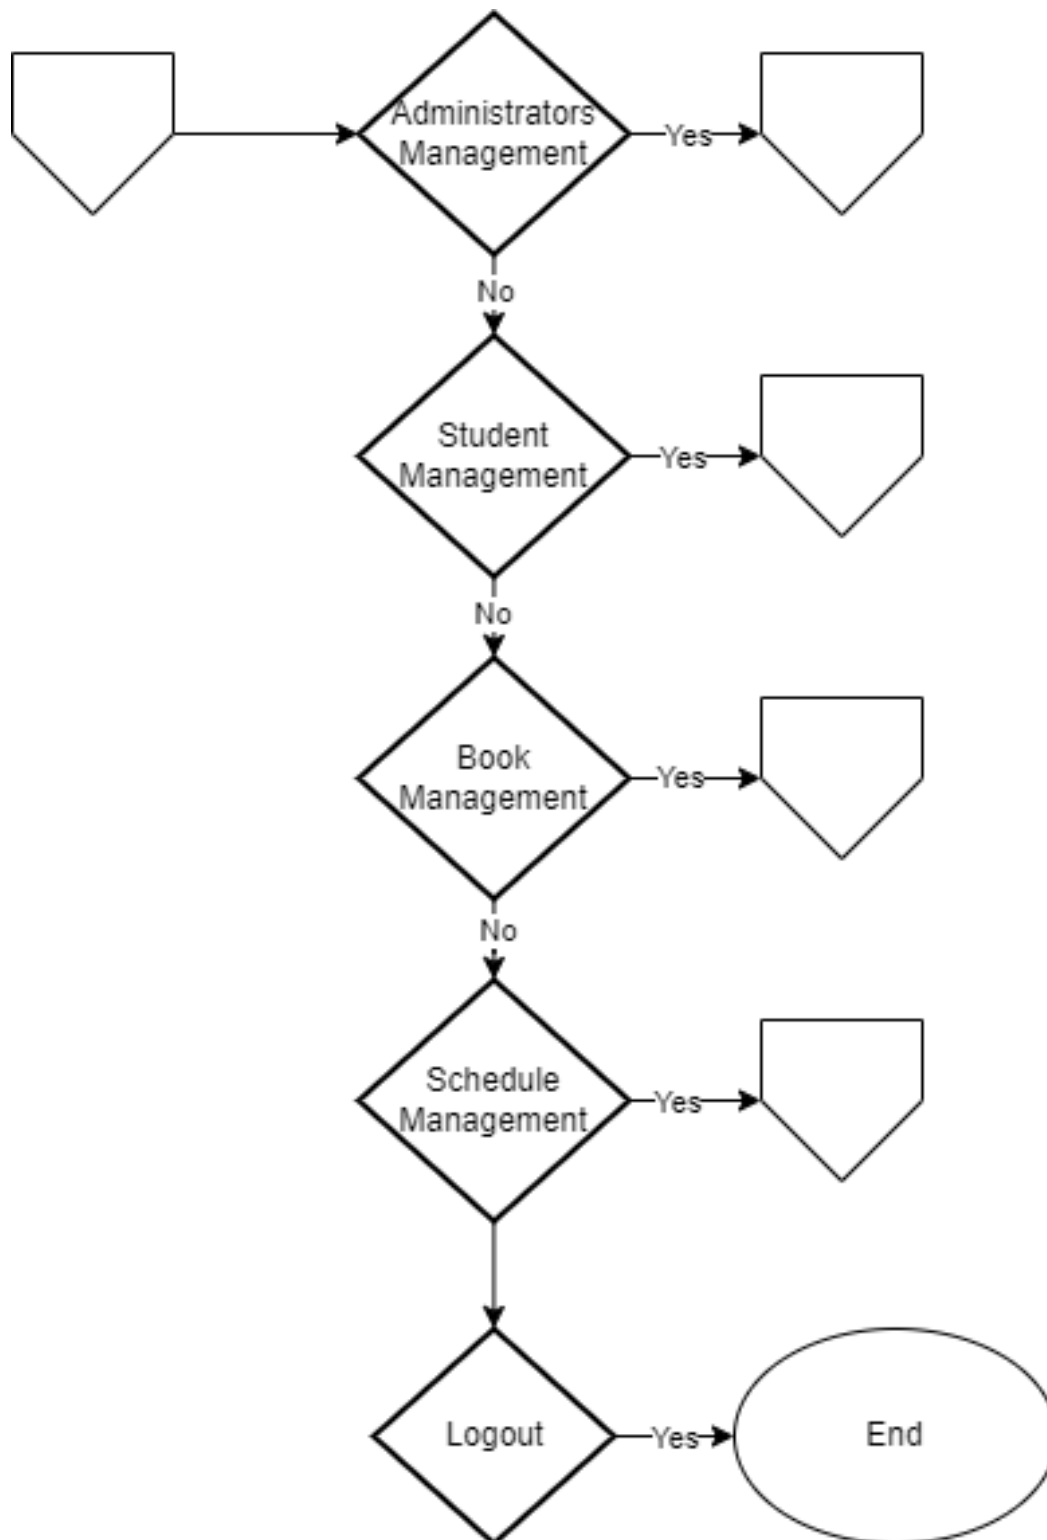 Administrators
Management
Yes
No
Student
Management
Yes
No
Book
Management
Yes
No
Schedule
Management
Yes
Logout
Yes
End